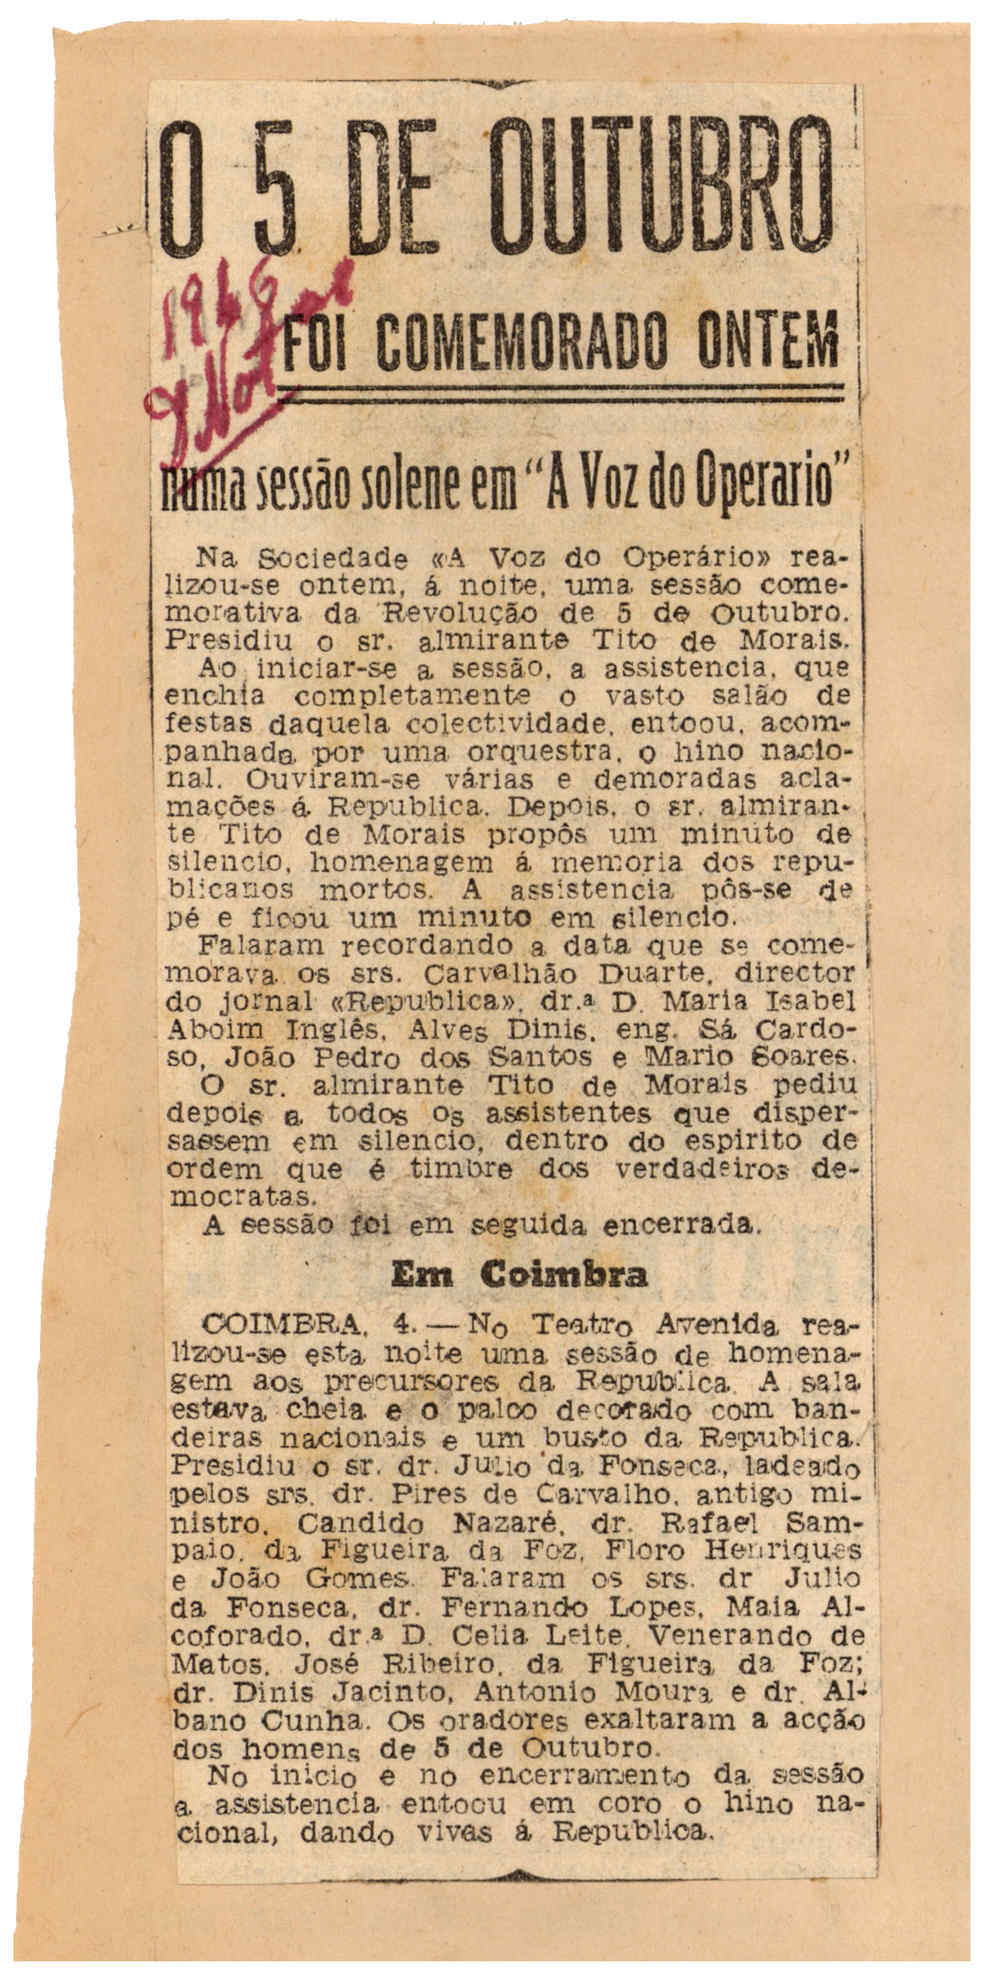 O 5 DE OUTUBRO
1946
FOI COMEMORADO ONTEM
numa sessão solene em "A Voz do Operario"
Na Sociedade «A Voz do Operário» rea-
lizou-se ontem, á noite, uma sessão come-
morativa da Revolução de 5 de Outubro.
Presidiu o sr. almirante Tito de Morais.
Ao iniciar-se a sessão, a assistencia, que
enchia completamente o vasto salão de
festas daquela colectividade, entoou, acom-
panhada por uma orquestra, o hino nacio-
nal. Ouviram-se várias e demoradas acla-
mações á Republica. Depois, o sr. almiran-
te Tito de Morais propôs um minuto de
silencio, homenagem á memoria dos repu-
blicanos mortos. A assistencia pôs-se de
pé e ficou um minuto em silencio.
Falaram recordando a data que se come-
morava os srs. Carvalhão Duarte, director
do jornal «Republica», dr.ª D. Maria Isabel
Aboim Inglês, Alves Dinis, eng. Sá Cardo-
so, João Pedro dos Santos e Mario Soares.
O sr. almirante Tito de Morais pediu
depois a todos os assistentes que disper-
sassem em silencio, dentro do espirito de
ordem que é timbre dos verdadeiros de-
mocratas.
A sessão foi em seguida encerrada.
Em Coimbra
COIMBRA, 4. — No Teatro Avenida rea-
lizou-se esta noite uma sessão de homena-
gem aos precursores da Republica. A sala
estava cheia e o palco decorado com ban-
deiras nacionais e um busto da Republica.
Presidiu o sr. dr. Julio da Fonseca, ladeado
pelos srs. dr. Pires de Carvalho, antigo mi-
nistro, Candido Nazaré, dr. Rafael Sam-
paio, da Figueira da Foz, Floro Henriques
e João Gomes. Falaram os srs. dr Julio
da Fonseca, dr. Fernando Lopes, Maia Al-
coforado, dr.ª D. Celia Leite, Venerando de
Matos, José Ribeiro, da Figueira da Foz;
dr. Dinis Jacinto, Antonio Moura e dr. Al-
bano Cunha. Os oradores exaltaram a acção
dos homens de 5 de Outubro.
No inicio e no encerramento da sessão
a assistencia entoou em coro o hino na-
cional, dando vivas á Republica.